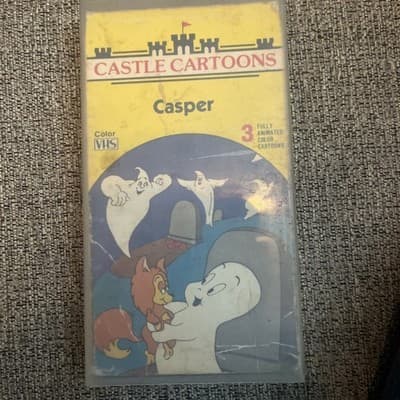 CASTLE CARTOONS
Casper
Color
VHS
3 FULLY
ANIMATED
COLOR
CARTOONS